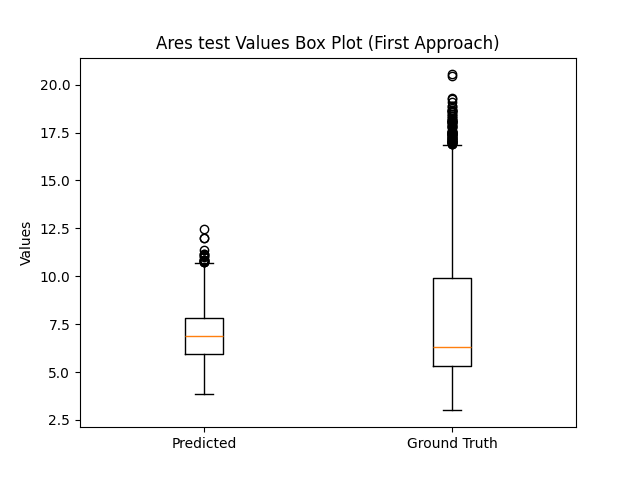 Ares test Values Box Plot (First Approach)
20.0
17.5
15.0
12.5
10.0
7.5
5.0
2.5
Values
Predicted
Ground Truth